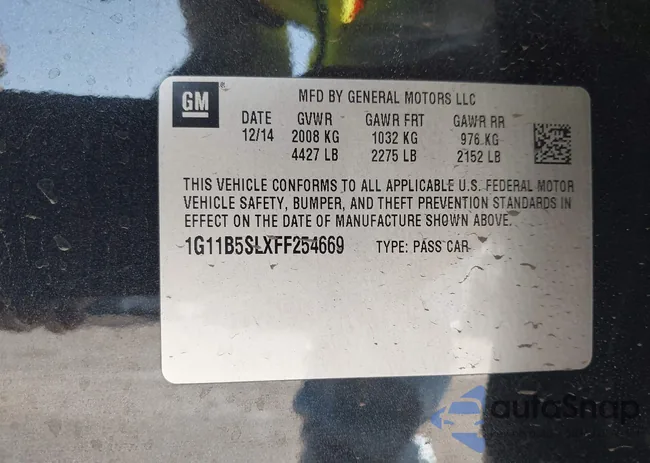 GM
MFD BY GENERAL MOTORS LLC
DATE GVWR GAWR FRT GAWR RR
12/14 2008 KG 1032 KG 976 KG
4427 LB 2275 LB 2152 LB
THIS VEHICLE CONFORMS TO ALL APPLICABLE U.S. FEDERAL MOTOR
VEHICLE SAFETY, BUMPER, AND THEFT PREVENTION STANDARDS IN
EFFECT ON THE DATE OF MANUFACTURE SHOWN ABOVE.
1G11B5SLXFF254669 TYPE: PASS CAR
autoSnap